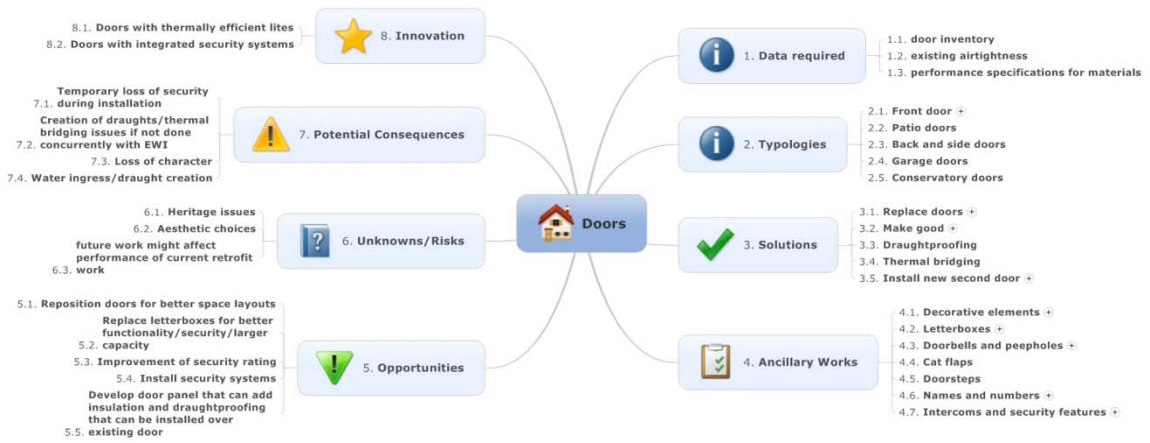 Doors
1. Data required
1.1. door inventory
1.2. existing airtightness
1.3. performance specifications for materials
2. Typologies
2.1. Front door
2.2. Patio doors
2.3. Back and side doors
2.4. Garage doors
2.5. Conservatory doors
3. Solutions
3.1. Replace doors
3.2. Make good
3.3. Draughtproofing
3.4. Thermal bridging
3.5. Install new second door
4. Ancillary Works
4.1. Decorative elements
4.2. Letterboxes
4.3. Doorbells and peepholes
4.4. Cat flaps
4.5. Doorsteps
4.6. Names and numbers
4.7. Intercoms and security features
5. Opportunities
5.1. Reposition doors for better space layouts
Replace letterboxes for better
functionality/security/larger
5.2. capacity
5.3. Improvement of security rating
5.4. Install security systems
Develop door panel that can add
insulation and draughtproofing
that can be installed over
5.5. existing door
6. Unknowns/Risks
6.1. Heritage issues
6.2. Aesthetic choices
future work might affect
performance of current retrofit
6.3. work
7. Potential Consequences
Temporary loss of security
7.1. during installation
Creation of draughts/thermal
bridging issues if not done
7.2. concurrently with EWI
7.3. Loss of character
7.4. Water ingress/draught creation
8. Innovation
8.1. Doors with thermally efficient lites
8.2. Doors with integrated security systems